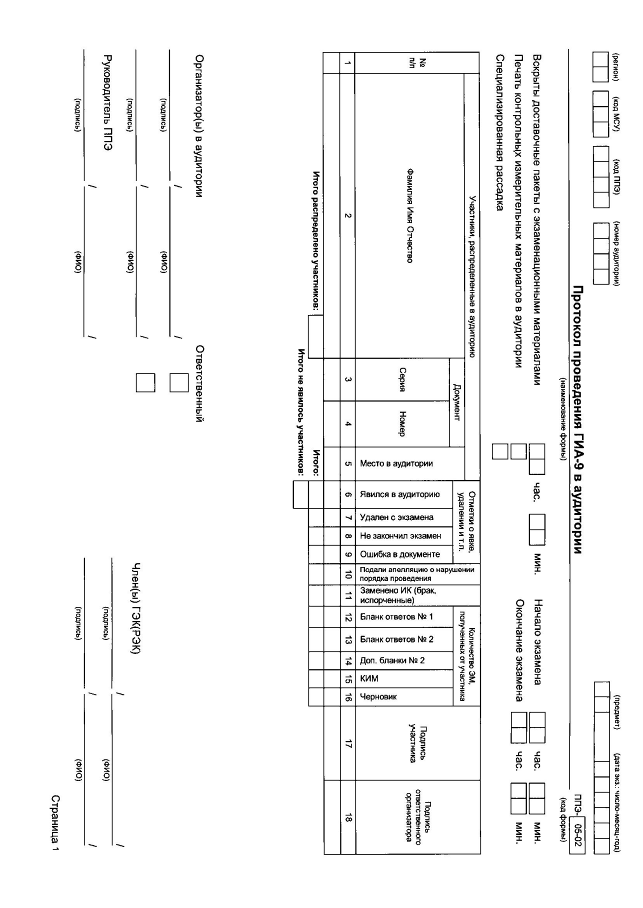 (регион) (код МСУ) (код ППЭ) (номер аудитории) (предмет) (дата экз.: число-месяц-год)
Протокол проведения ГИА-9 в аудитории ППЭ- 05-02
(наименование формы) (код формы)
Вскрыты доставочные пакеты с экзаменационными материалами час. мин. Начало экзамена час. мин.
Печать контрольных измерительных материалов в аудитории Окончание экзамена час. мин.
Специализированная рассадка
№ п/п
Участники, распределенные в аудиторию
Фамилия Имя Отчество
Документ
Серия
Номер
Место в аудитории
Отметки о явке, удалении и т.п.
Явился в аудиторию
Удален с экзамена
Не закончил экзамен
Ошибка в документе
Подали апелляцию о нарушении порядка проведения
Заменено ИК (брак, испорченные)
Количество ЭМ, полученных от участника
Бланк ответов № 1
Бланк ответов № 2
Доп. бланки № 2
КИМ
Черновик
Подпись участника
Подпись ответственного организатора
1 2 3 4 5 6 7 8 9 10 11 12 13 14 15 16 17 18
Итого распределено участников: Итого:
Итого не явилось участников:
Организатор(ы) в аудитории Ответственный
/ /
(подпись) (ФИО)
/ /
(подпись) (ФИО)
Член(ы) ГЭК(РЭК)
/ /
(подпись) (ФИО)
Руководитель ППЭ
/ /
(подпись) (ФИО)
/ /
(подпись) (ФИО)
Страница 1